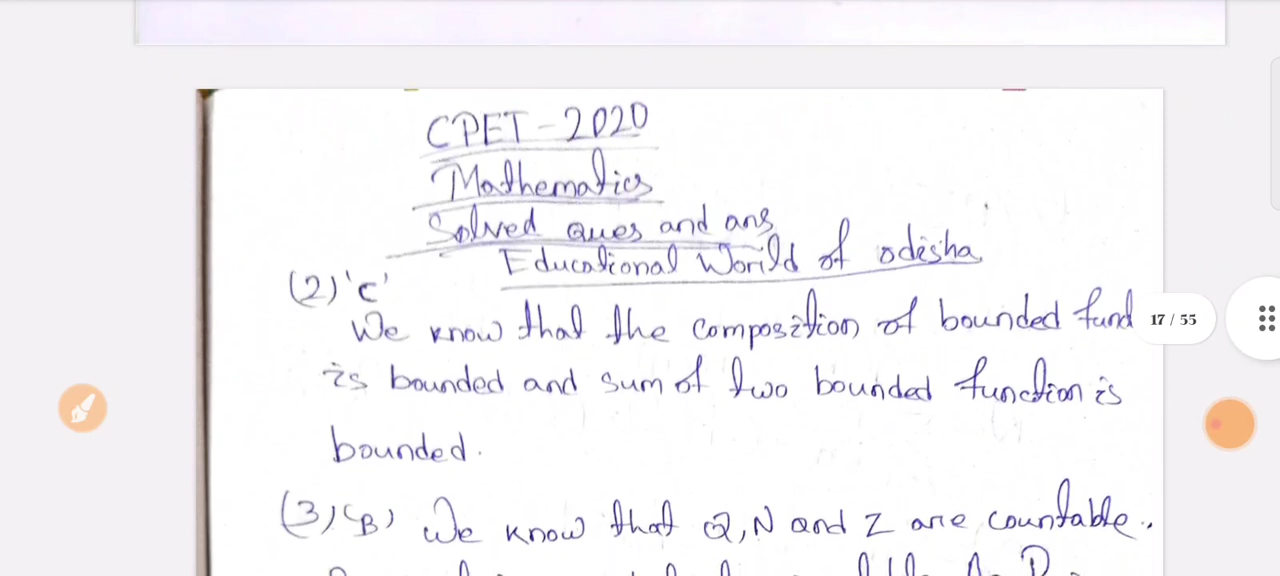 CPET - 2020
Mathematics
Solved Ques and ans
Educational World of odisha
(2) 'c'
We know that the composition of bounded fund
17 / 55
is bounded and sum of two bounded function is
bounded.
(3) (B) We know that Q, N and Z are countable.